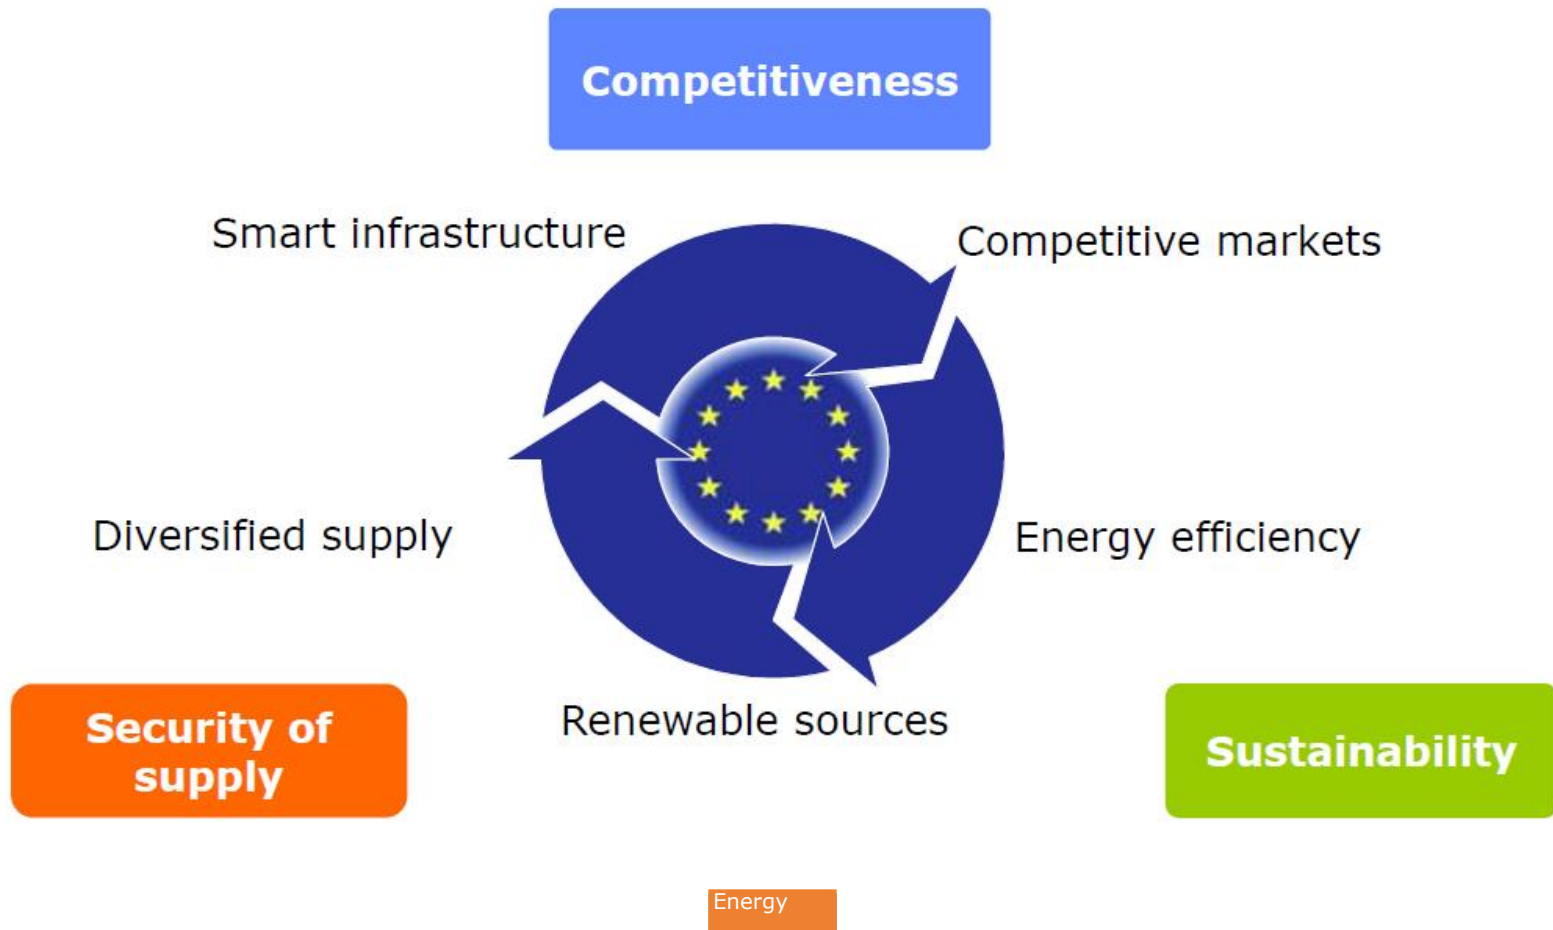 Competitiveness
Smart infrastructure
Competitive markets
Diversified supply
Energy efficiency
Renewable sources
Security of
supply
Sustainability
Energy